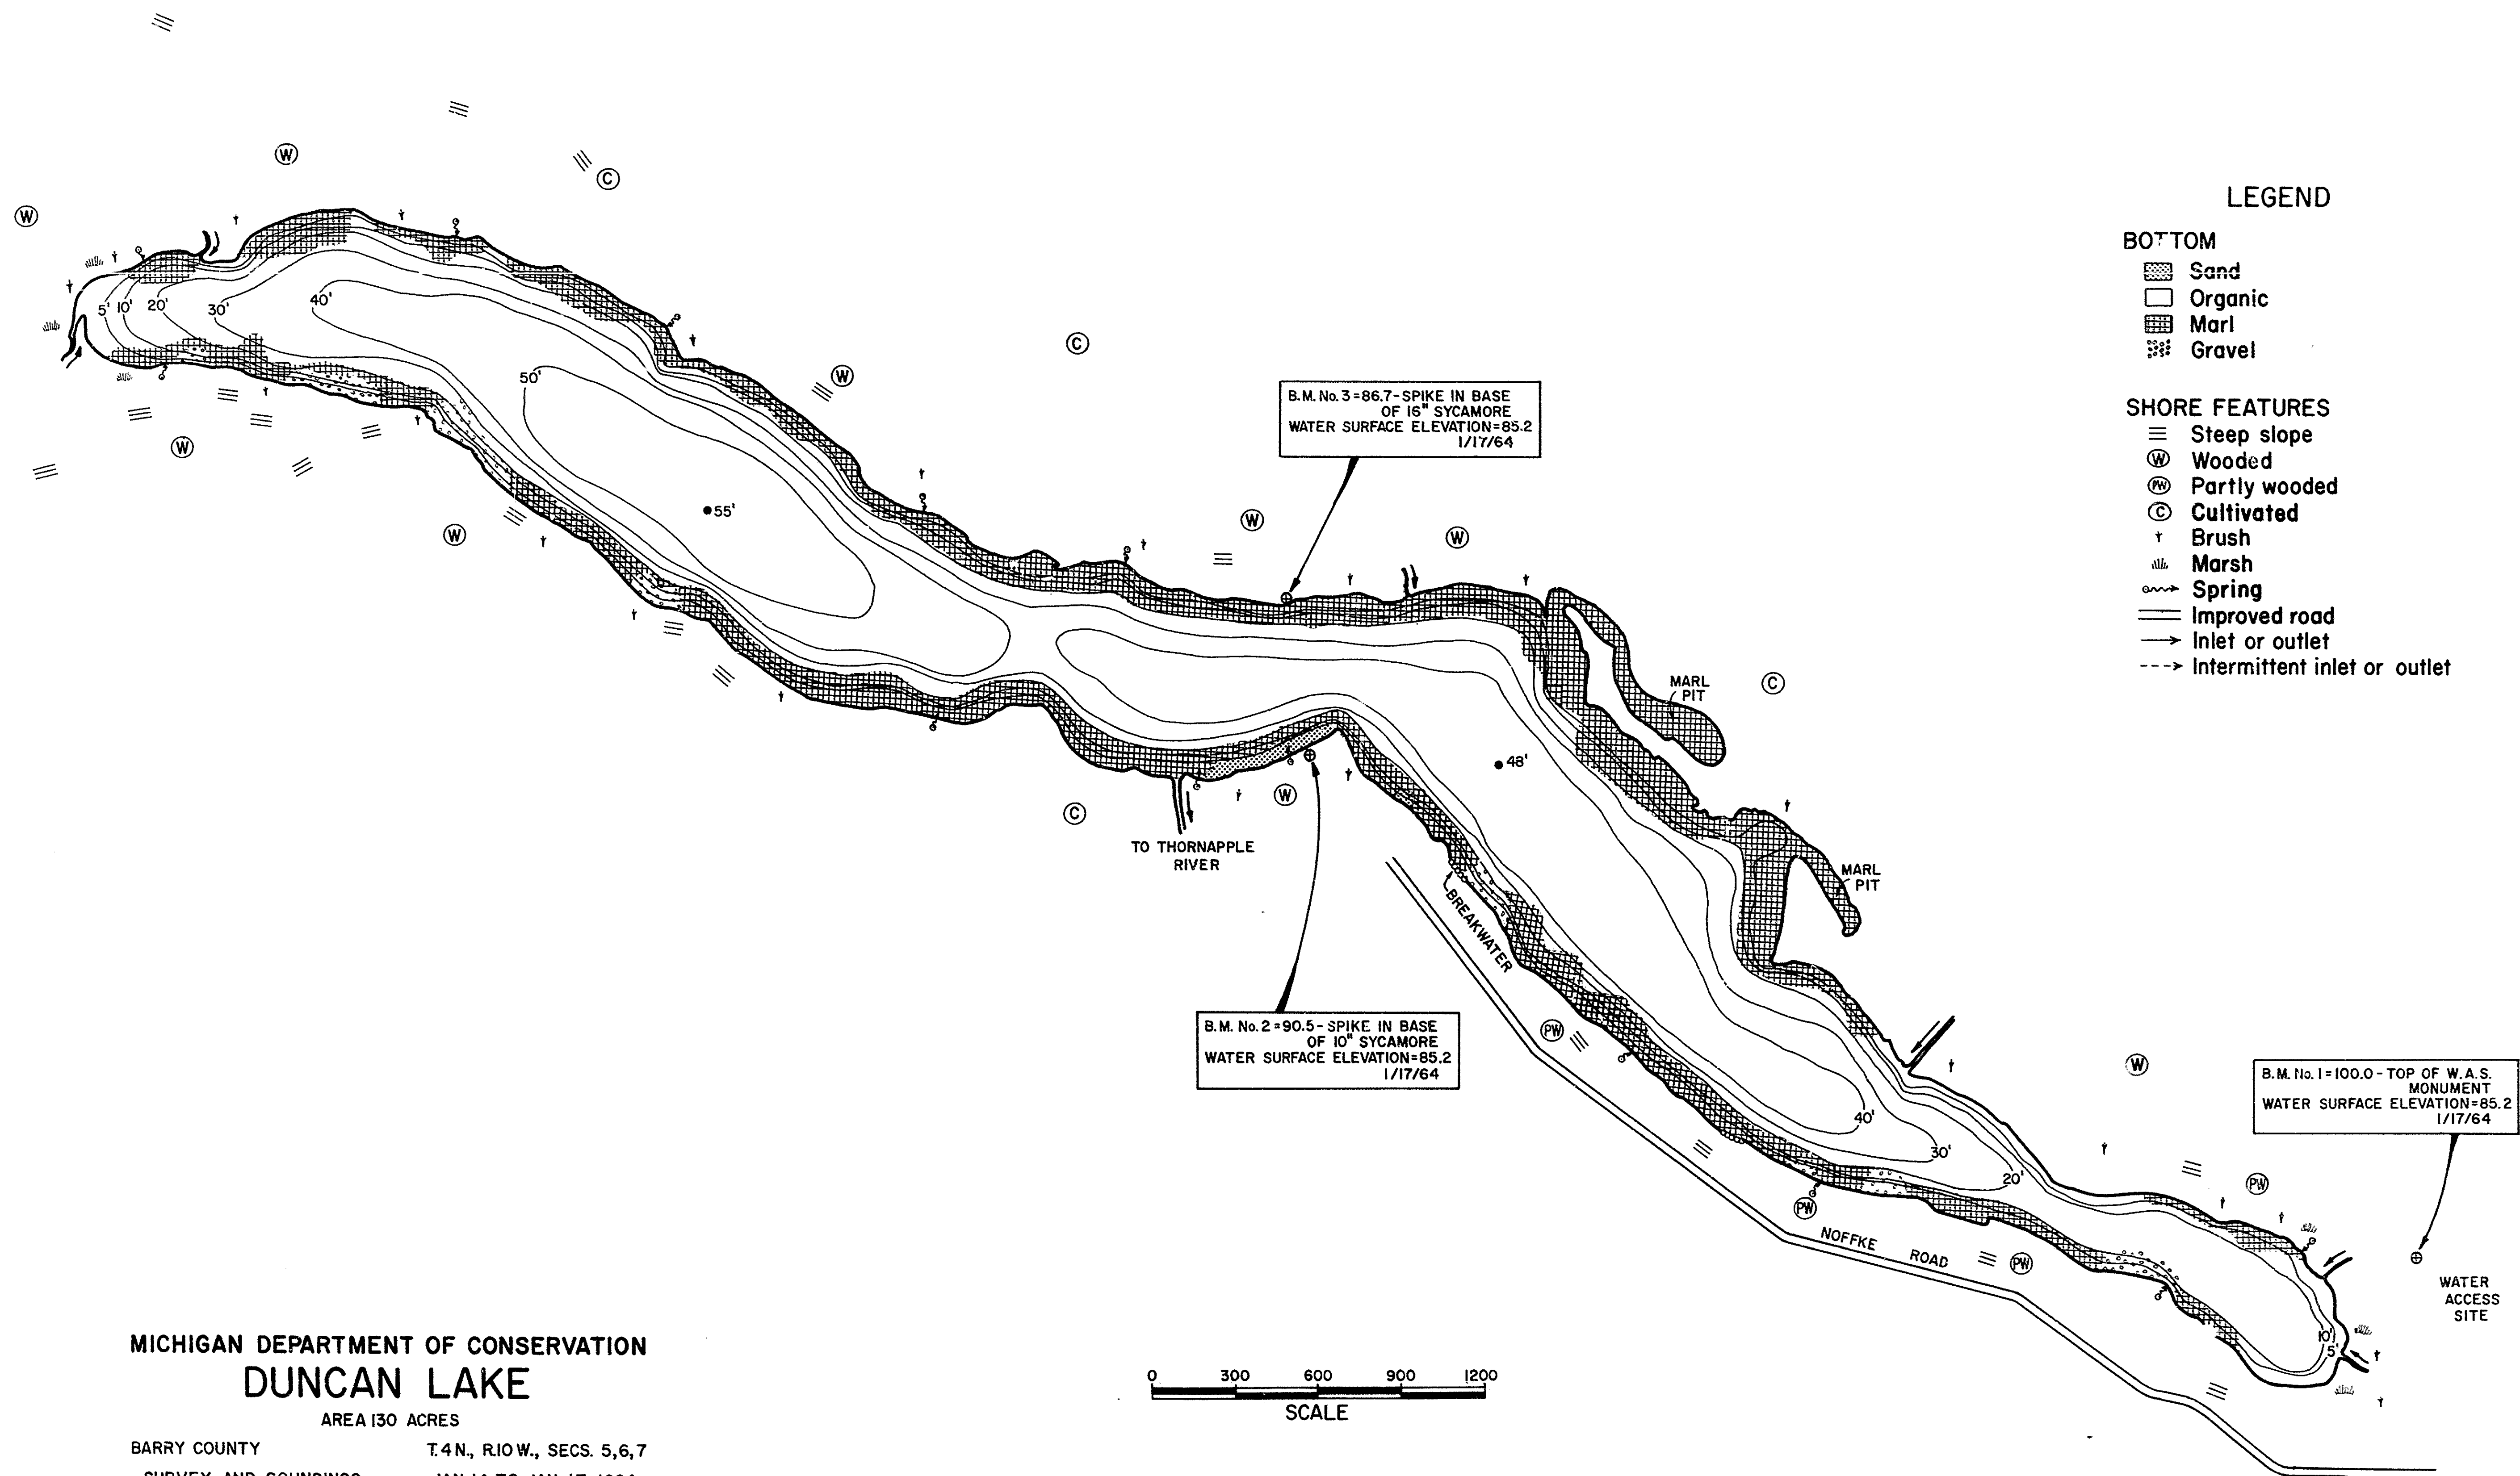 W
C
W
5' 10' 20' 30' 40'
50'
55'
W
W
C
W
B.M. No. 3 = 86.7 - SPIKE IN BASE
OF 16" SYCAMORE
WATER SURFACE ELEVATION = 85.2
1/17/64
W
W
C
MARL
PIT
48'
C
W
TO THORNAPPLE
RIVER
MARL
PIT
BREAKWATER
B.M. No. 2 = 90.5 - SPIKE IN BASE
OF 10" SYCAMORE
WATER SURFACE ELEVATION = 85.2
1/17/64
PW
40'
30'
20'
PW
NOFFKE ROAD
PW
W
PW
B.M. No. 1 = 100.0 - TOP OF W.A.S.
MONUMENT
WATER SURFACE ELEVATION = 85.2
1/17/64
WATER
ACCESS
SITE
10'
5'
LEGEND
BOTTOM
Sand
Organic
Marl
Gravel
SHORE FEATURES
Steep slope
W Wooded
PW Partly wooded
C Cultivated
Brush
Marsh
Spring
Improved road
Inlet or outlet
Intermittent inlet or outlet
MICHIGAN DEPARTMENT OF CONSERVATION
DUNCAN LAKE
AREA 130 ACRES
BARRY COUNTY T. 4 N., R. 10 W., SECS. 5, 6, 7
0 300 600 900 1200
SCALE